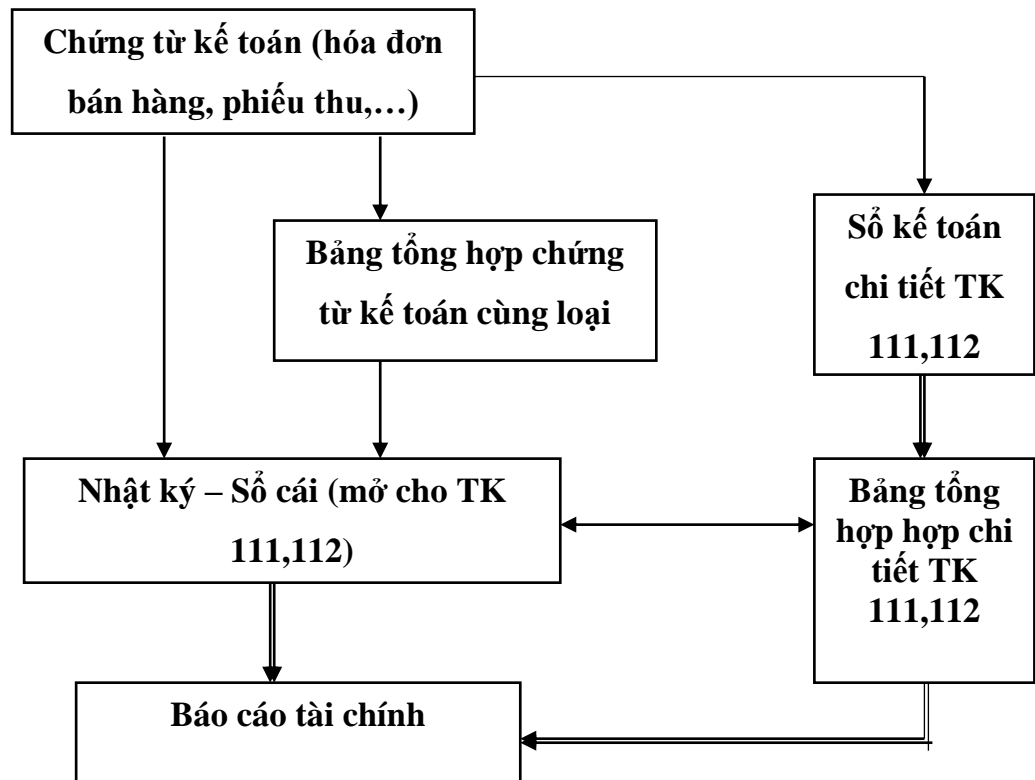 Chứng từ kế toán (hóa đơn
bán hàng, phiếu thu,…)
Bảng tổng hợp chứng
từ kế toán cùng loại
Sổ kế toán
chi tiết TK
111,112
Nhật ký – Sổ cái (mở cho TK
111,112)
Bảng tổng
hợp hợp chi
tiết TK
111,112
Báo cáo tài chính